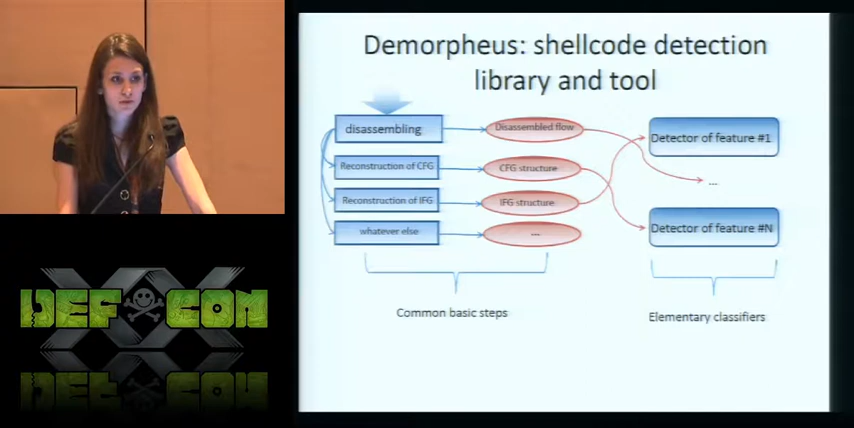 Demorpheus: shellcode detection
library and tool
disassembling
Disassembled flow
Detector of feature #1
Reconstruction of CFG
CFG structure
...
Reconstruction of IFG
IFG structure
whatever else
...
Detector of feature #N
Common basic steps
Elementary classifiers
XX
DEF CON